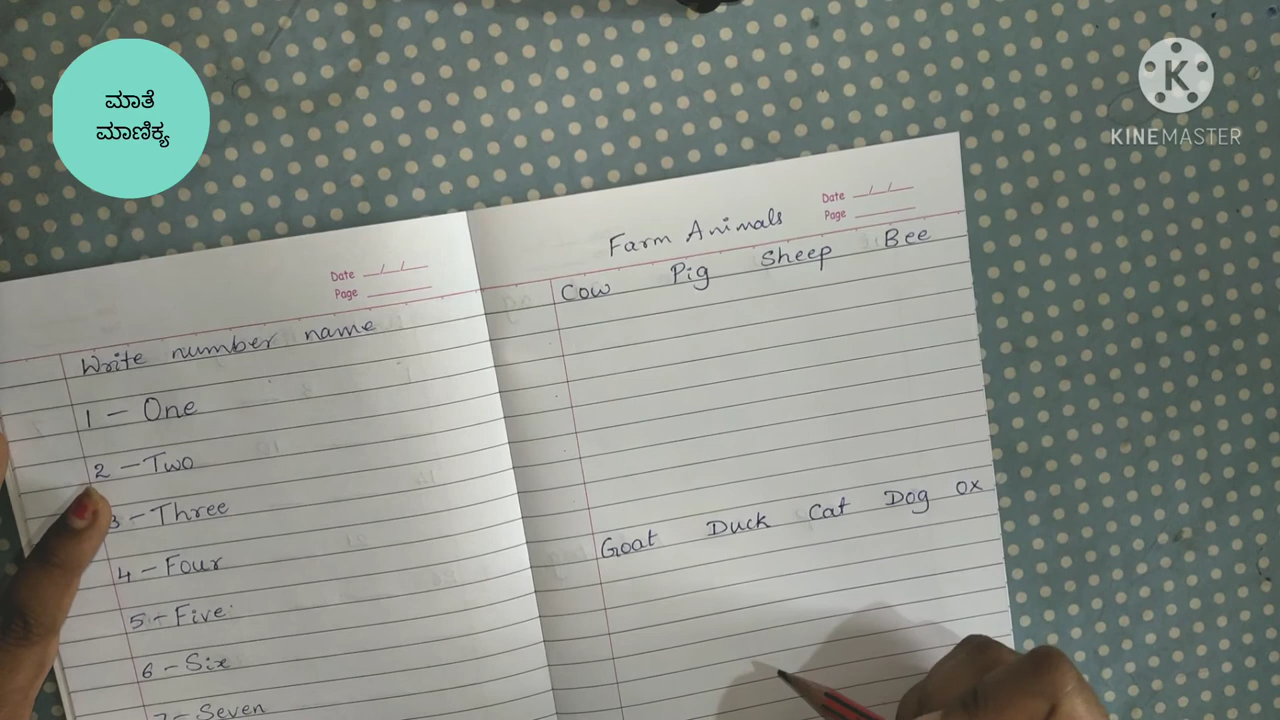 ಮಾತೆ
ಮಾಣಿಕ್ಯ
KINEMASTER
Date
Page
Write number name
1 - One
2 - Two
3 - Three
4 - Four
5 - Five
6 - Six
7 - Seven
Date
Page
Farm Animals
Cow Pig Sheep Bee
Goat Duck Cat Dog Ox